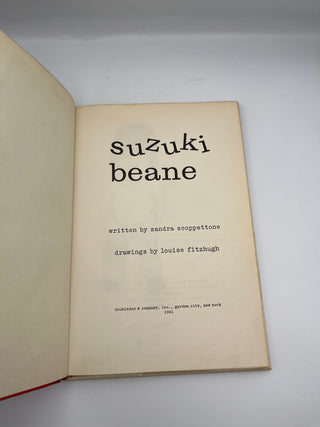 suzuki
beane
written by sandra scoppettone
drawings by louise fitzhugh
doubleday & company, inc., garden city, new york
1961